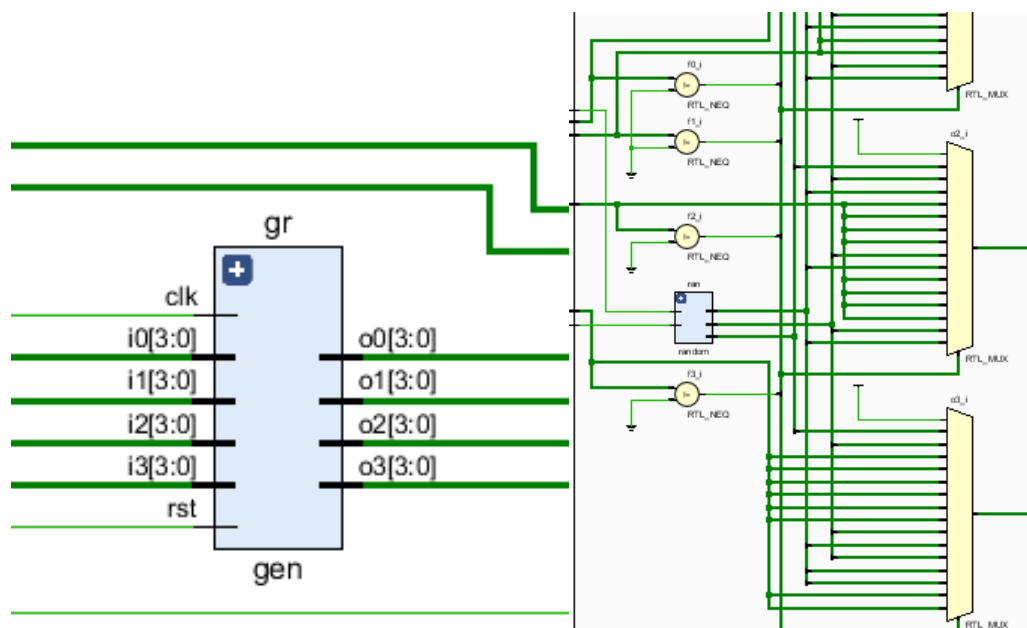 gr
clk
i0[3:0]
o0[3:0]
i1[3:0]
o1[3:0]
i2[3:0]
o2[3:0]
i3[3:0]
o3[3:0]
rst
gen
RTL_MUX
f0_i
!=
RTL_NEQ
f1_i
!=
RTL_NEQ
o2_i
f2_i
!=
RTL_NEQ
ran
random
RTL_MUX
f3_i
!=
RTL_NEQ
o3_i
RTL_MUX